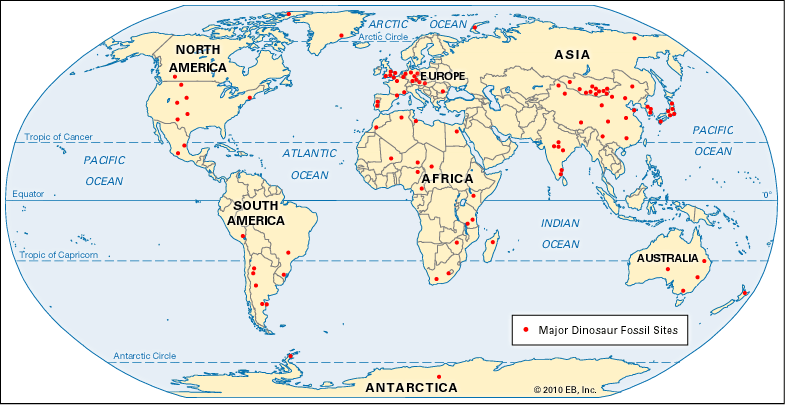 ARCTIC OCEAN
Arctic Circle
NORTH
AMERICA
ASIA
EUROPE
Tropic of Cancer
PACIFIC
OCEAN
ATLANTIC
OCEAN
PACIFIC
OCEAN
AFRICA
Equator
0°
SOUTH
AMERICA
INDIAN
OCEAN
Tropic of Capricorn
AUSTRALIA
Major Dinosaur Fossil Sites
Antarctic Circle
ANTARCTICA
© 2010 EB, Inc.